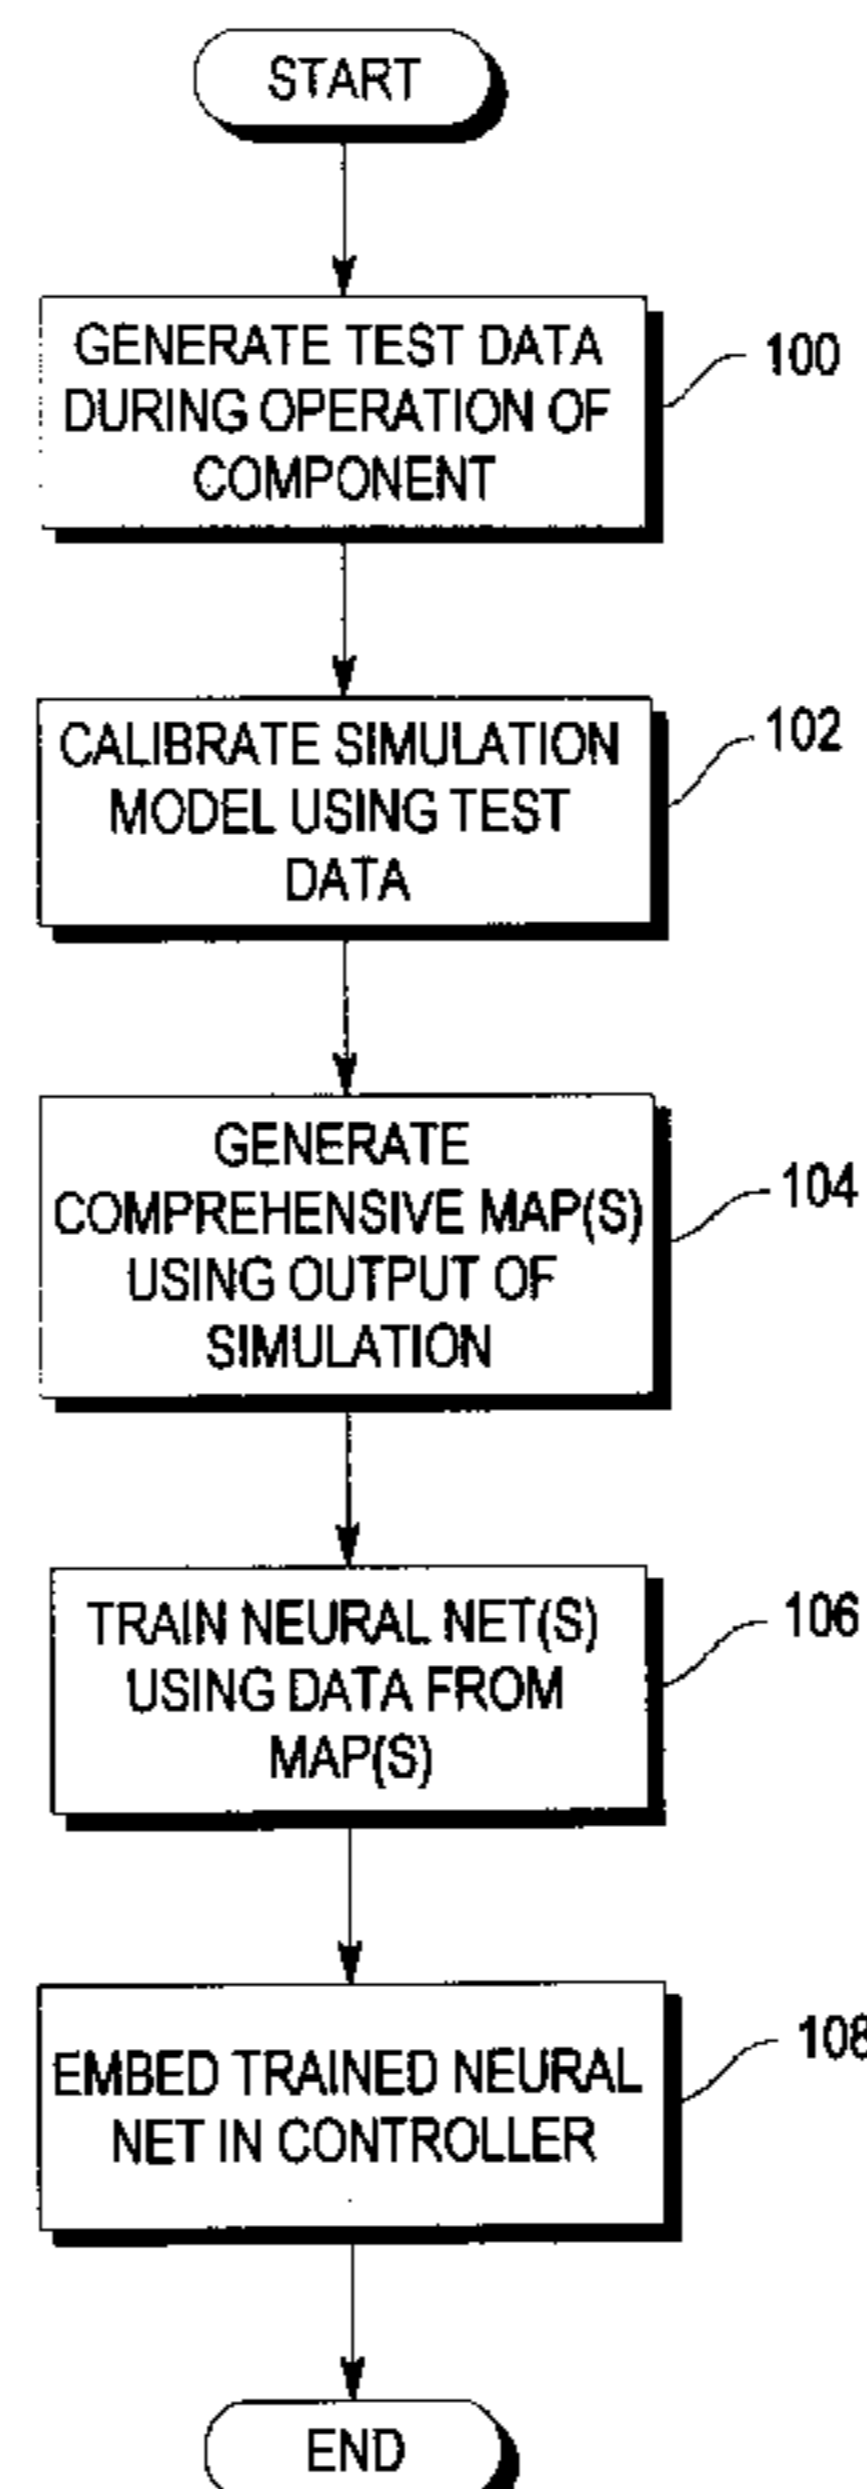 START
GENERATE TEST DATA
DURING OPERATION OF
COMPONENT
100
CALIBRATE SIMULATION
MODEL USING TEST
DATA
102
GENERATE
COMPREHENSIVE MAP(S)
USING OUTPUT OF
SIMULATION
104
TRAIN NEURAL NET(S)
USING DATA FROM
MAP(S)
106
EMBED TRAINED NEURAL
NET IN CONTROLLER
108
END